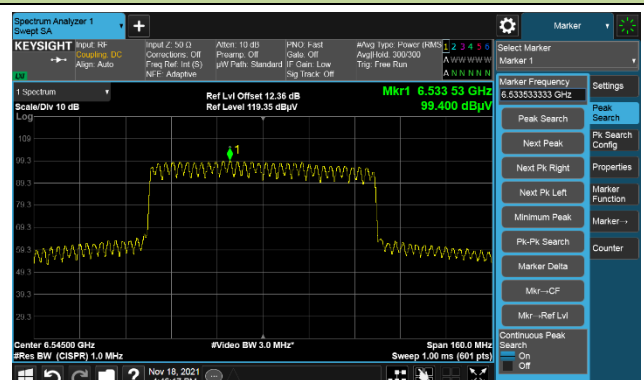 Spectrum Analyzer 1
Swept SA
+
Marker
KEYSIGHT
Input: RF
Coupling: DC
Align: Auto
Input Z: 50 Ω
Corrections: Off
Freq Ref: Int (S)
NFE: Adaptive
Atten: 10 dB
Preamp: Off
µW Path: Standard
PNO: Fast
Gate: Off
IF Gain: Low
Sig Track: Off
#Avg Type: Power (RMS
Avg|Hold: 300/300
Trig: Free Run
1 2 3 4 5 6
A W W W W W
A N N N N N
Select Marker
Marker 1
1 Spectrum
Scale/Div 10 dB
Log
Ref Lvl Offset 12.36 dB
Ref Level 119.35 dBµV
Mkr1 6.533 53 GHz
99.400 dBµV
109
99.3
89.3
79.3
69.3
59.3
49.3
39.3
29.3
1
Center 6.54500 GHz
#Res BW (CISPR) 1.0 MHz
#Video BW 3.0 MHz*
Span 160.0 MHz
Sweep 1.00 ms (601 pts)
Marker Frequency
6.533533333 GHz
Peak Search
Next Peak
Next Pk Right
Next Pk Left
Minimum Peak
Pk-Pk Search
Marker Delta
Mkr→CF
Mkr→Ref Lvl
Continuous Peak
Search
On
Off
Settings
Peak
Search
Pk Search
Config
Properties
Marker
Function
Marker→
Counter
Nov 18, 2021